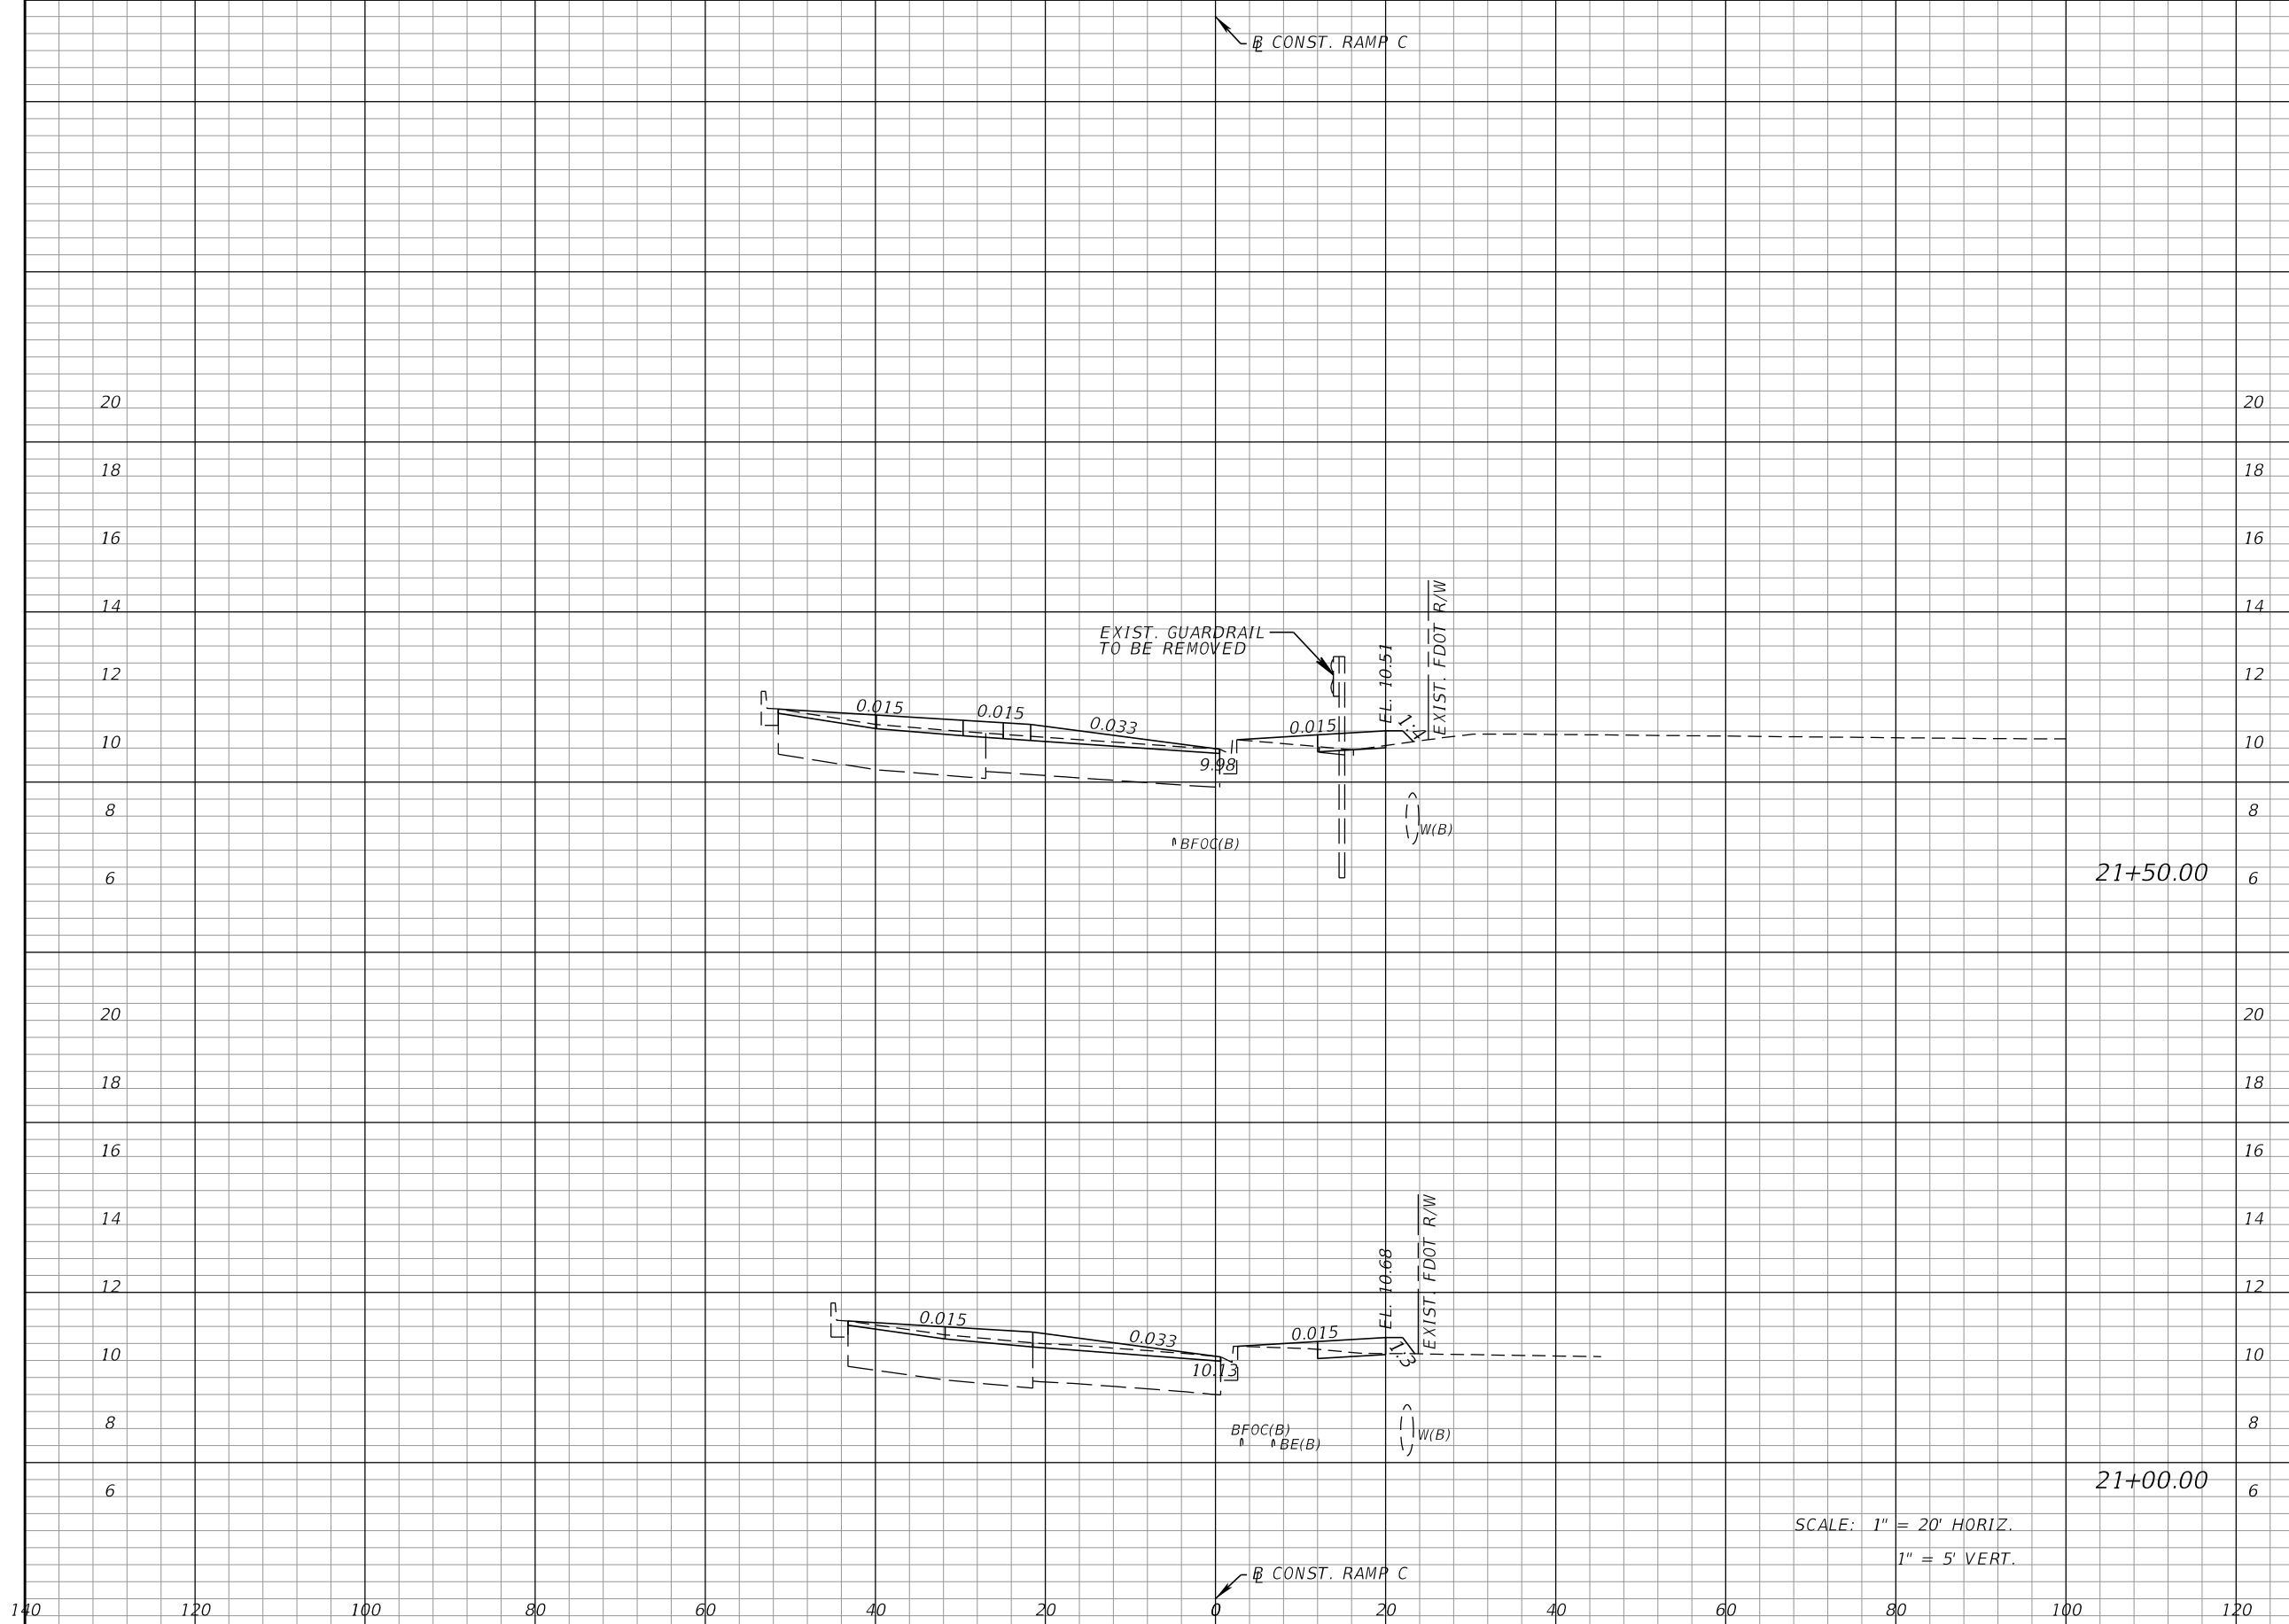 ℄ CONST. RAMP C
20 20
18 18
16 16
14 14
EXIST. FDOT R/W
EXIST. GUARDRAIL
TO BE REMOVED
EL. 10.51
12 12
0.015 0.015 0.033 0.015
10 10
9.98
8 8
BFOC(B) W(B)
6 6
21+50.00
20 20
18 18
16 16
14 14
EXIST. FDOT R/W
EL. 10.68
12 12
0.015 0.033 0.015
10 1:3 10
10.13
8 8
BFOC(B)
BE(B) W(B)
21+00.00
6 6
SCALE: 1" = 20' HORIZ.
1" = 5' VERT.
℄ CONST. RAMP C
140 120 100 80 60 40 20 0 20 40 60 80 100 120